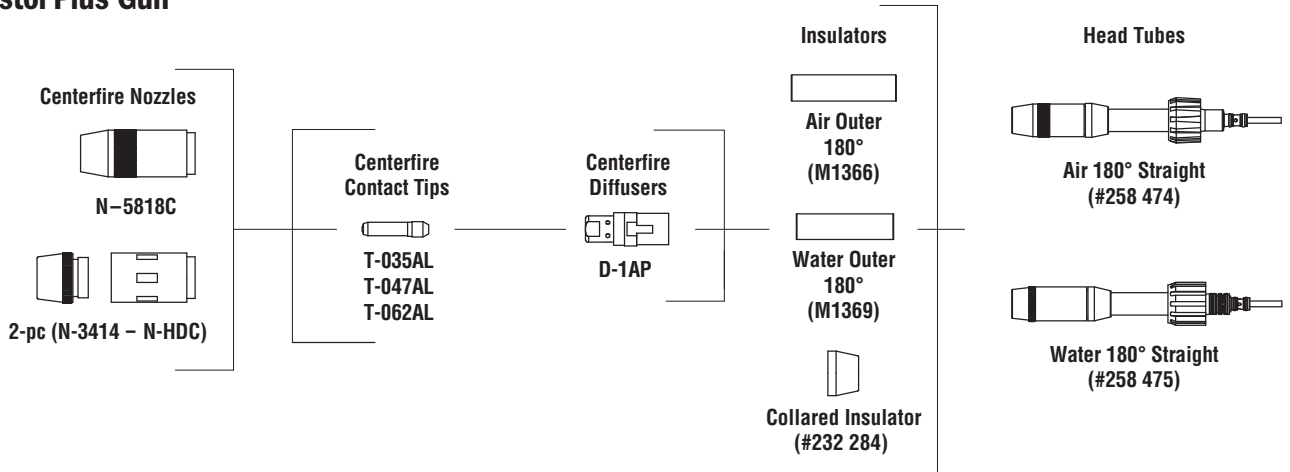 Plus Gun
Centerfire Nozzles
N–5818C
2-pc (N-3414 – N-HDC)
Centerfire
Contact Tips
T-035AL
T-047AL
T-062AL
Centerfire
Diffusers
D-1AP
Insulators
Air Outer
180°
(M1366)
Water Outer
180°
(M1369)
Collared Insulator
(#232 284)
Head Tubes
Air 180° Straight
(#258 474)
Water 180° Straight
(#258 475)